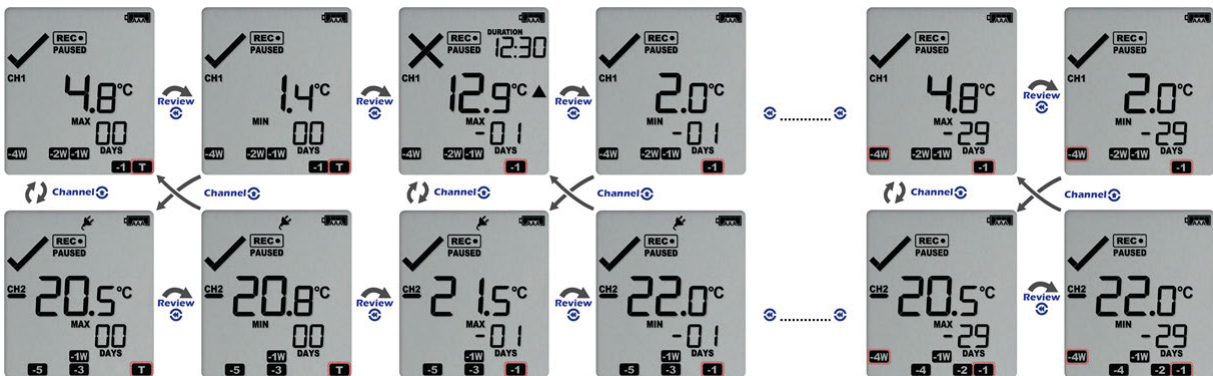 REC●
PAUSED
CH1
4.8°C
MAX
00
DAYS
-4W -2W -1W
-1 T
Review
REC●
PAUSED
CH1
1.4°C
MIN
00
DAYS
-4W -2W -1W
-1 T
Review
REC●
PAUSED
DURATION
12:30
CH1
12.9°C
MAX
-01
DAYS
-4W -2W -1W
-1
Review
REC●
PAUSED
CH1
2.0°C
MIN
-01
DAYS
-4W -2W -1W
-1
REC●
PAUSED
CH1
4.8°C
MAX
-29
DAYS
-4W -2W -1W
-1
Review
REC●
PAUSED
CH1
2.0°C
MIN
-29
DAYS
-4W -2W -1W
-1
Channel
Channel
Channel
Channel
Channel
Channel
REC●
PAUSED
CH2
20.5°C
MAX
00
DAYS
-1W
-5 -3 T
Review
REC●
PAUSED
CH2
20.8°C
MIN
00
DAYS
-1W
-5 -3 T
Review
REC●
PAUSED
CH2
21.5°C
MAX
-01
DAYS
-1W
-5 -3 -1
Review
REC●
PAUSED
CH2
22.0°C
MIN
-01
DAYS
-1W
-5 -3 -1
REC●
PAUSED
CH2
20.5°C
MAX
-29
DAYS
-4W
-4 -2 -1
Review
REC●
PAUSED
CH2
22.0°C
MIN
-29
DAYS
-4W
-4 -2 -1